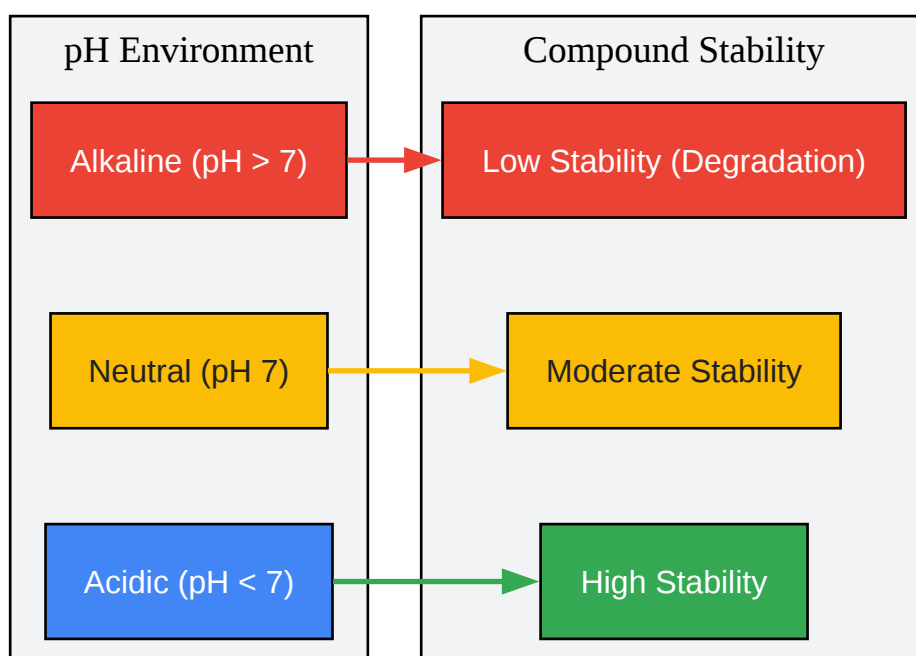 pH Environment
Compound Stability
Alkaline (pH > 7)
Low Stability (Degradation)
Neutral (pH 7)
Moderate Stability
Acidic (pH < 7)
High Stability